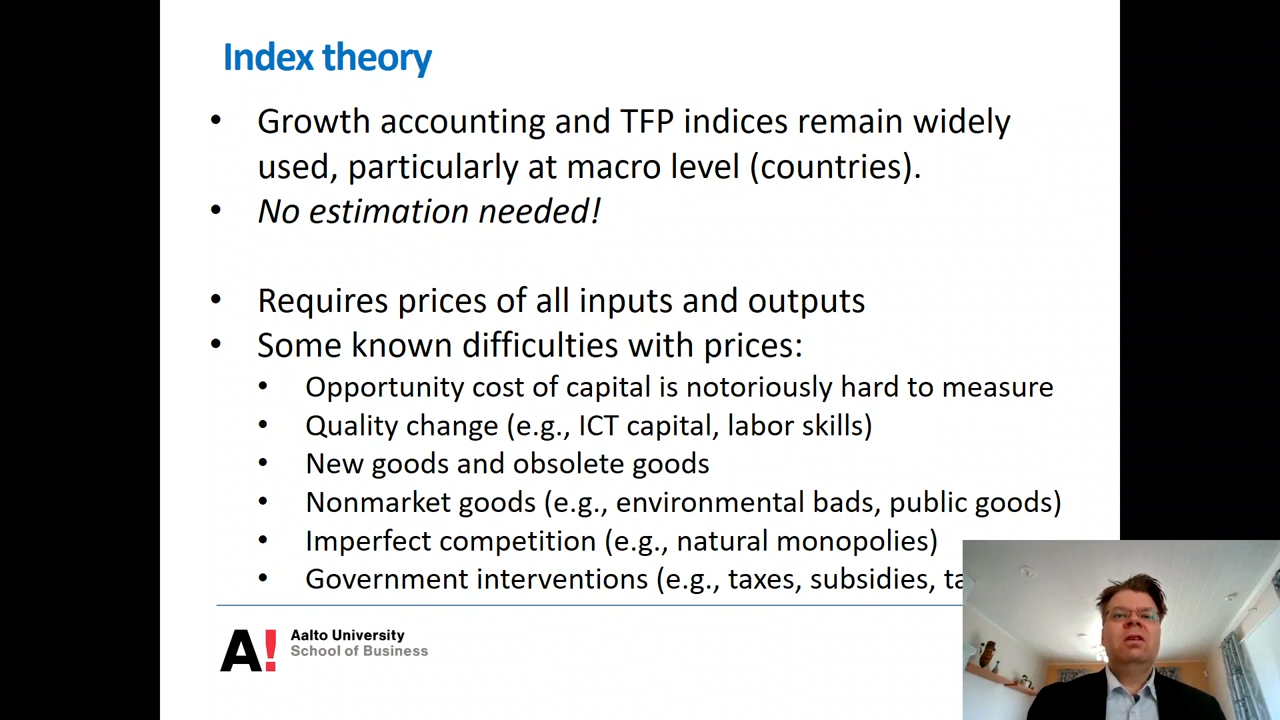 Index theory
• Growth accounting and TFP indices remain widely
used, particularly at macro level (countries).
• No estimation needed!
• Requires prices of all inputs and outputs
• Some known difficulties with prices:
• Opportunity cost of capital is notoriously hard to measure
• Quality change (e.g., ICT capital, labor skills)
• New goods and obsolete goods
• Nonmarket goods (e.g., environmental bads, public goods)
• Imperfect competition (e.g., natural monopolies)
• Government interventions (e.g., taxes, subsidies,
A!
Aalto University
School of Business